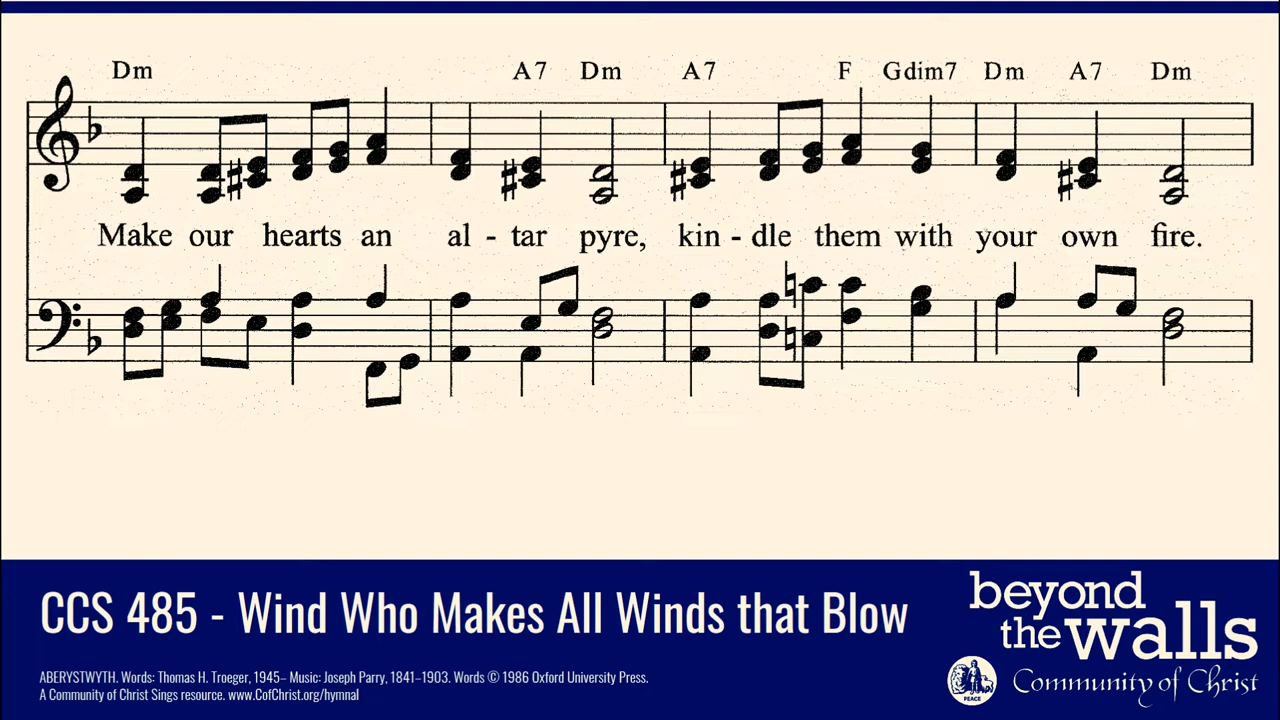 Dm A7 Dm A7 F Gdim7 Dm A7 Dm
Make our hearts an al - tar pyre, kin - dle them with your own fire.
CCS 485 - Wind Who Makes All Winds that Blow
ABERYSTWYTH. Words: Thomas H. Troeger, 1945– Music: Joseph Parry, 1841–1903. Words © 1986 Oxford University Press.
A Community of Christ Sings resource. www.CofChrist.org/hymnal
beyond
the walls
PEACE
Community of Christ